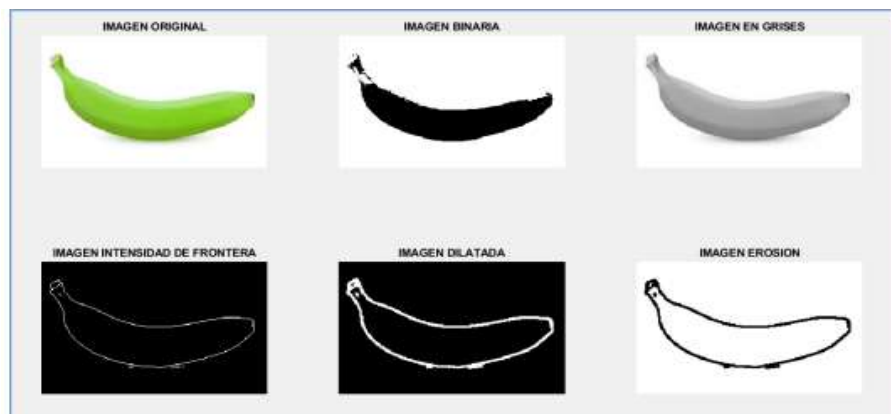 IMAGEN ORIGINAL
IMAGEN BINARIA
IMAGEN EN GRISES
IMAGEN INTENSIDAD DE FRONTERA
IMAGEN DILATADA
IMAGEN EROSION